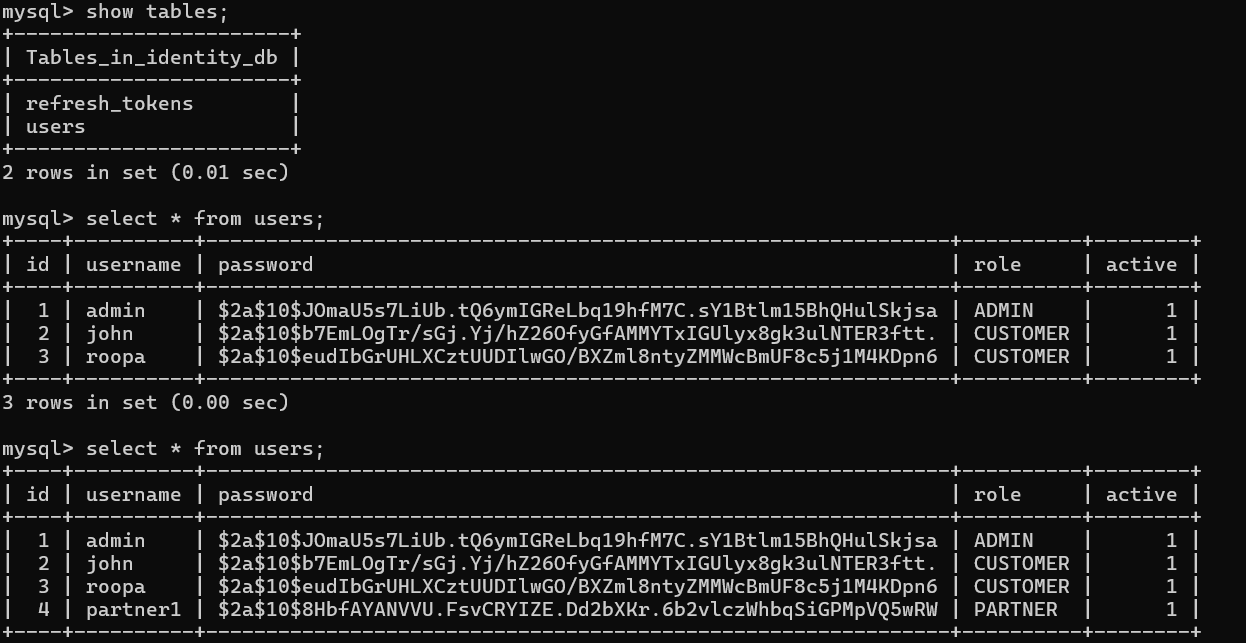 mysql> show tables;
+----------------------+
| Tables_in_identity_db |
+----------------------+
| refresh_tokens |
| users |
+----------------------+
2 rows in set (0.01 sec)
mysql> select * from users;
+----+----------+--------------------------------------------------------------+----------+--------+
| id | username | password | role | active |
+----+----------+--------------------------------------------------------------+----------+--------+
| 1 | admin | $2a$10$JOmaU5s7LiUb.tQ6ymIGReLbq19hfM7C.sY1Btlm15BhQHulSkjsa | ADMIN | 1 |
| 2 | john | $2a$10$b7EmLOgTr/sGj.Yj/hZ26OfyGfAMMYTxIGUlyx8gk3ulNTER3ftt. | CUSTOMER | 1 |
| 3 | roopa | $2a$10$eudIbGrUHLXCztUUDIlwGO/BXZml8ntyZMMWcBmUF8c5j1M4KDpn6 | CUSTOMER | 1 |
+----+----------+--------------------------------------------------------------+----------+--------+
3 rows in set (0.00 sec)
mysql> select * from users;
+----+----------+--------------------------------------------------------------+----------+--------+
| id | username | password | role | active |
+----+----------+--------------------------------------------------------------+----------+--------+
| 1 | admin | $2a$10$JOmaU5s7LiUb.tQ6ymIGReLbq19hfM7C.sY1Btlm15BhQHulSkjsa | ADMIN | 1 |
| 2 | john | $2a$10$b7EmLOgTr/sGj.Yj/hZ26OfyGfAMMYTxIGUlyx8gk3ulNTER3ftt. | CUSTOMER | 1 |
| 3 | roopa | $2a$10$eudIbGrUHLXCztUUDIlwGO/BXZml8ntyZMMWcBmUF8c5j1M4KDpn6 | CUSTOMER | 1 |
| 4 | partner1 | $2a$10$8HbfAYANVVU.FsvCRYIZE.Dd2bXKr.6b2vlczWhbqSiGPMpVQ5wRW | PARTNER | 1 |
+----+----------+--------------------------------------------------------------+----------+--------+